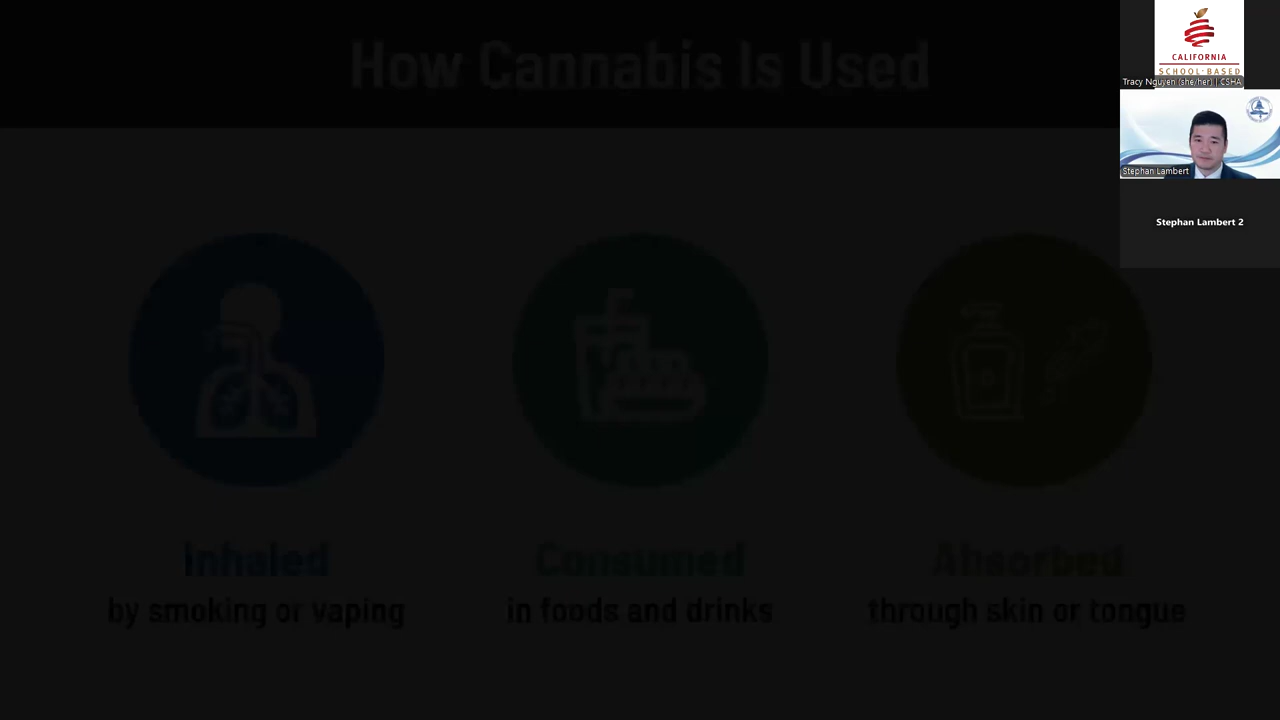 How Cannabis Is Used
CALIFORNIA
SCHOOL-BASED
Tracy Nguyen (she/her) | CSHA
Stephan Lambert
Stephan Lambert 2
Inhaled
by smoking or vaping
Consumed
in foods and drinks
Absorbed
through skin or tongue